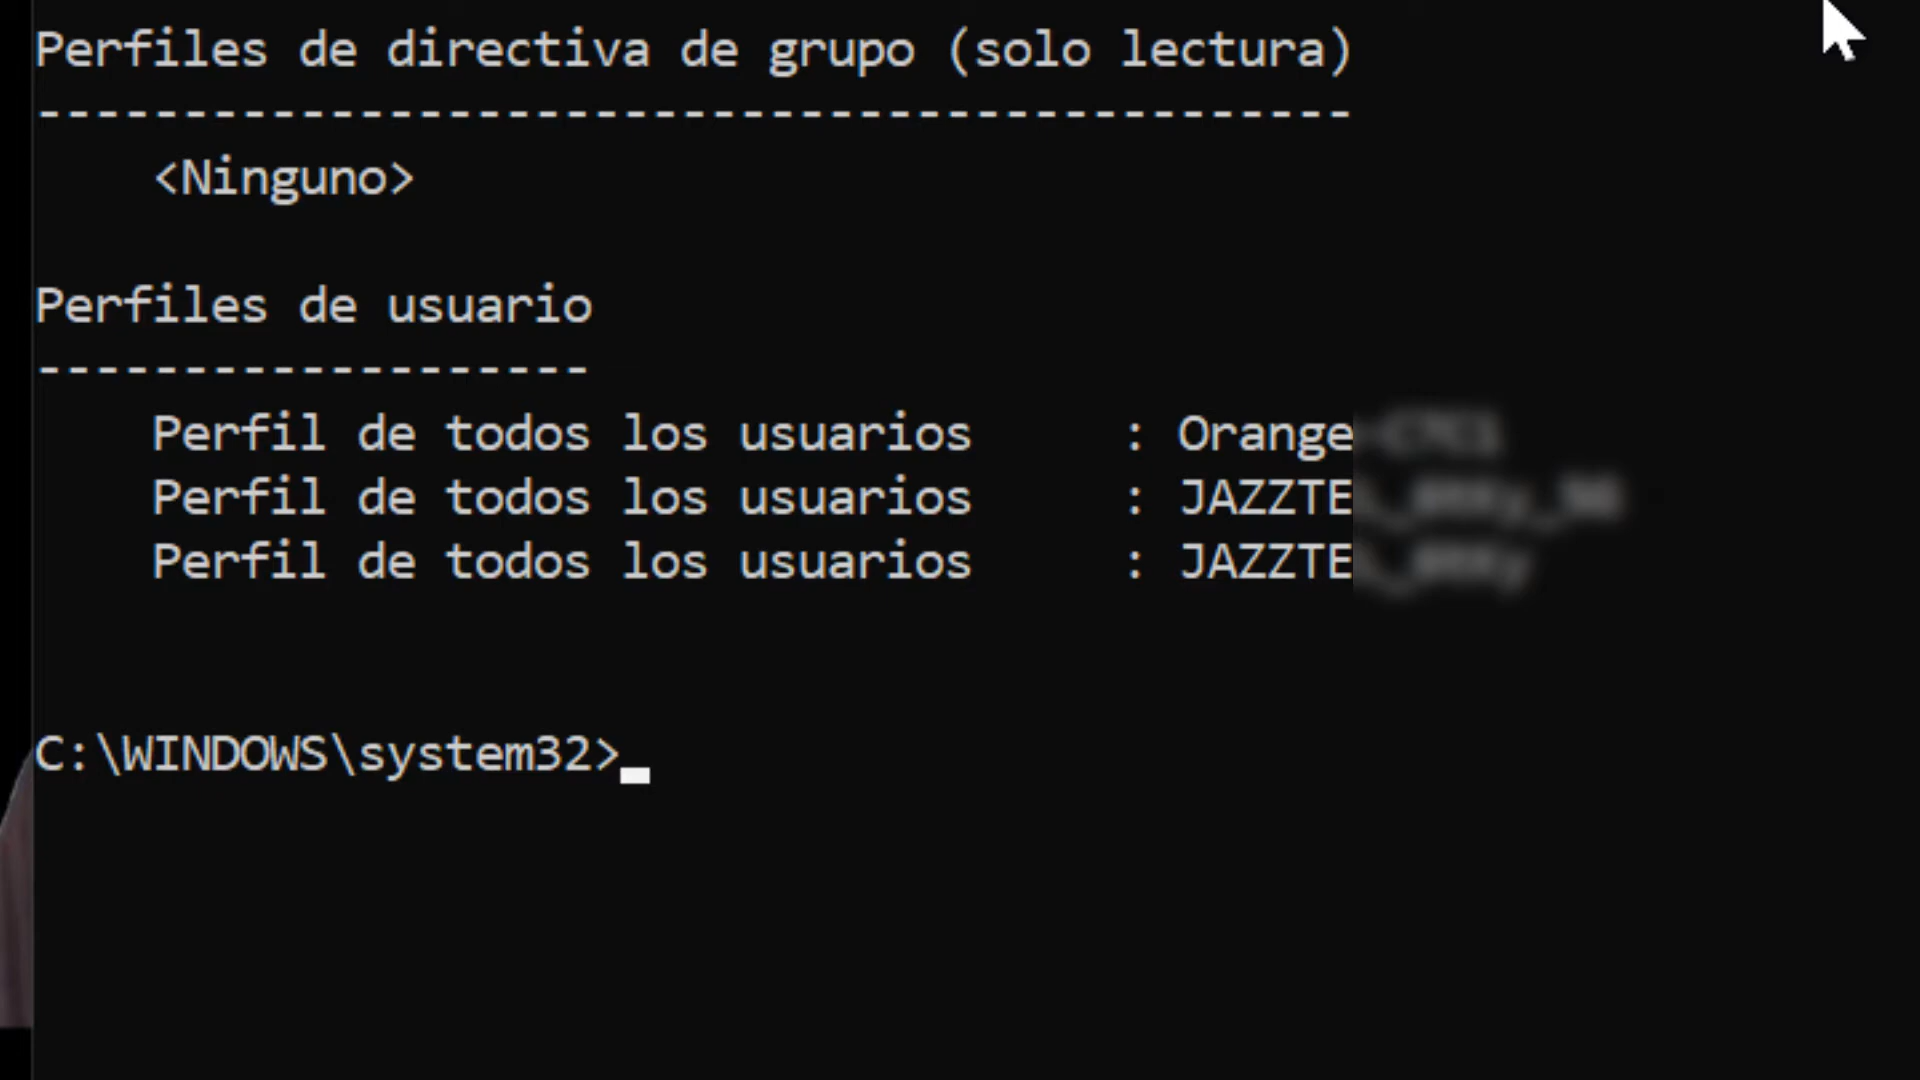 Perfiles de directiva de grupo (solo lectura)
---------------------------------------------
<Ninguno>
Perfiles de usuario
-------------------
Perfil de todos los usuarios     : Orange
Perfil de todos los usuarios     : JAZZTE
Perfil de todos los usuarios     : JAZZTE
C:\WINDOWS\system32>